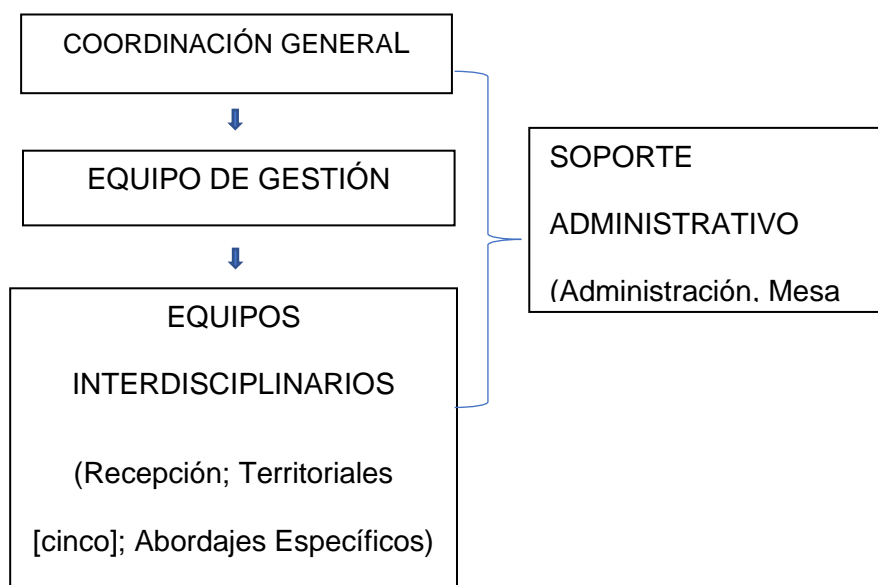 COORDINACIÓN GENERAL
EQUIPO DE GESTIÓN
EQUIPOS
INTERDISCIPLINARIOS
(Recepción; Territoriales
[cinco]; Abordajes Específicos)
SOPORTE
ADMINISTRATIVO
(Administración, Mesa